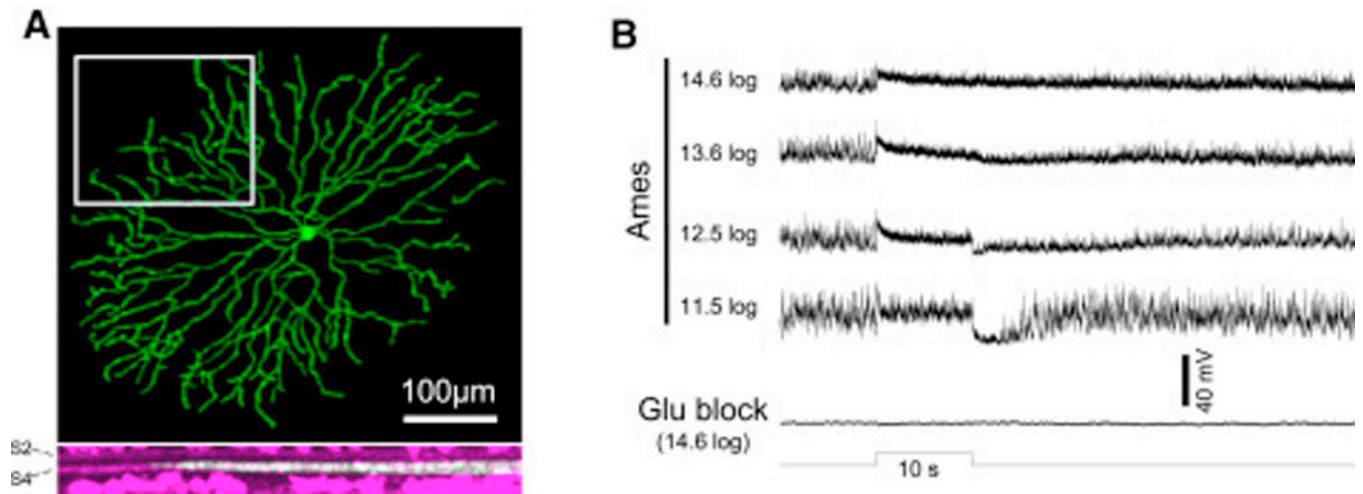 A
100µm
S2
S4
B
Ames
14.6 log
13.6 log
12.5 log
11.5 log
40 mV
Glu block
(14.6 log)
10 s